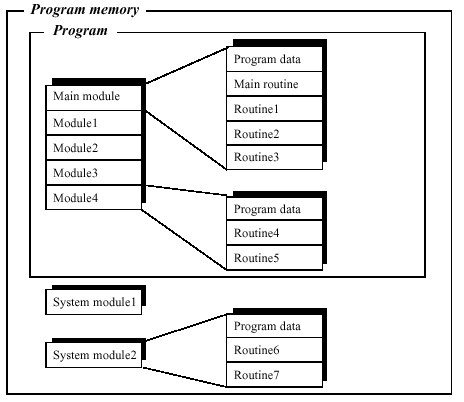 Program memory
Program
Main module
Module1
Module2
Module3
Module4
Program data
Main routine
Routine1
Routine2
Routine3
Program data
Routine4
Routine5
System module1
System module2
Program data
Routine6
Routine7